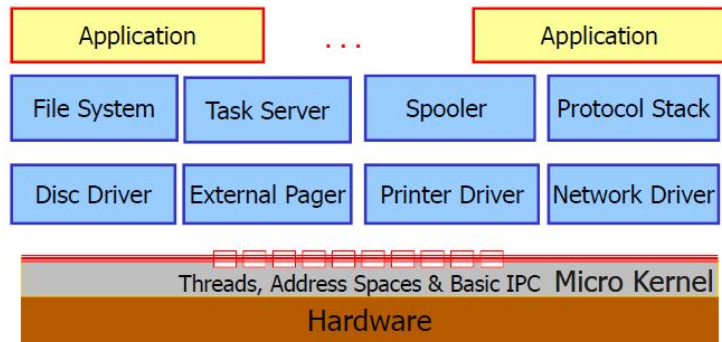 Application ... Application
File System Task Server Spooler Protocol Stack
Disc Driver External Pager Printer Driver Network Driver
Threads, Address Spaces & Basic IPC Micro Kernel
Hardware